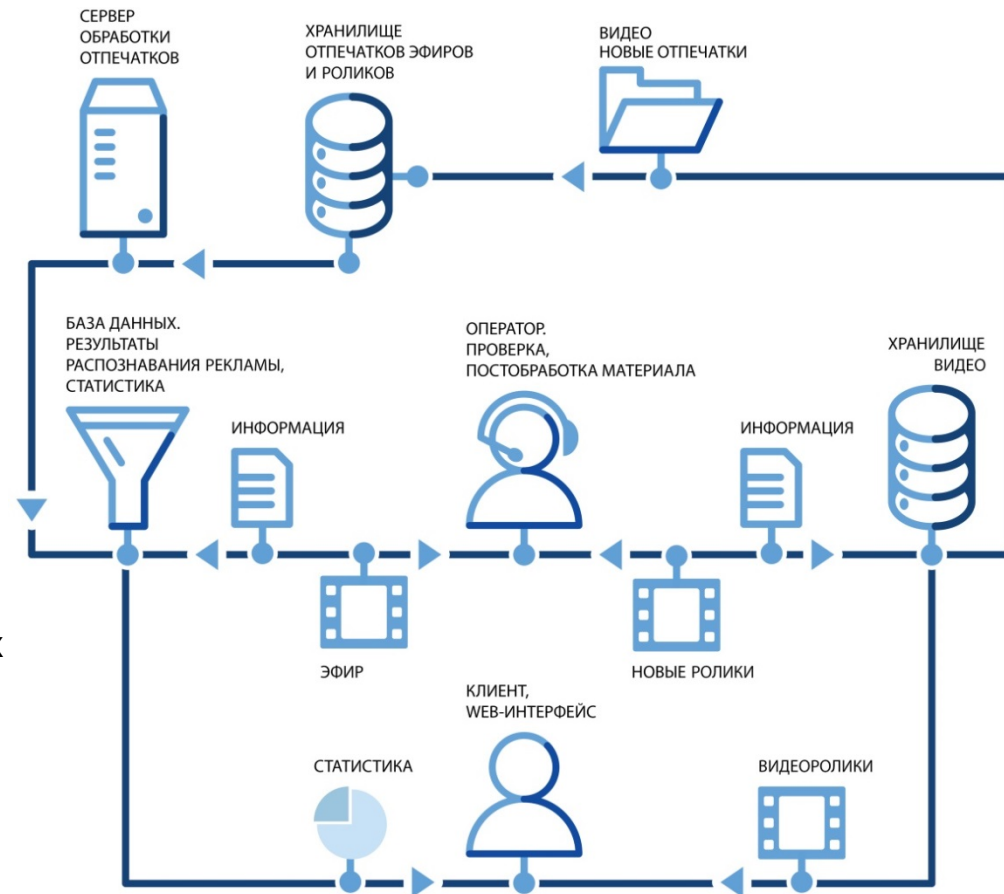 СЕРВЕР
ОБРАБОТКИ
ОТПЕЧАТКОВ
ХРАНИЛИЩЕ
ОТПЕЧАТКОВ ЭФИРОВ
И РОЛИКОВ
ВИДЕО
НОВЫЕ ОТПЕЧАТКИ
БАЗА ДАННЫХ.
РЕЗУЛЬТАТЫ
РАСПОЗНАВАНИЯ РЕКЛАМЫ,
СТАТИСТИКА
ИНФОРМАЦИЯ
ОПЕРАТОР.
ПРОВЕРКА,
ПОСТОБРАБОТКА МАТЕРИАЛА
ИНФОРМАЦИЯ
ХРАНИЛИЩЕ
ВИДЕО
х
ЭФИР
НОВЫЕ РОЛИКИ
КЛИЕНТ,
WEB-ИНТЕРФЕЙС
СТАТИСТИКА
ВИДЕОРОЛИКИ